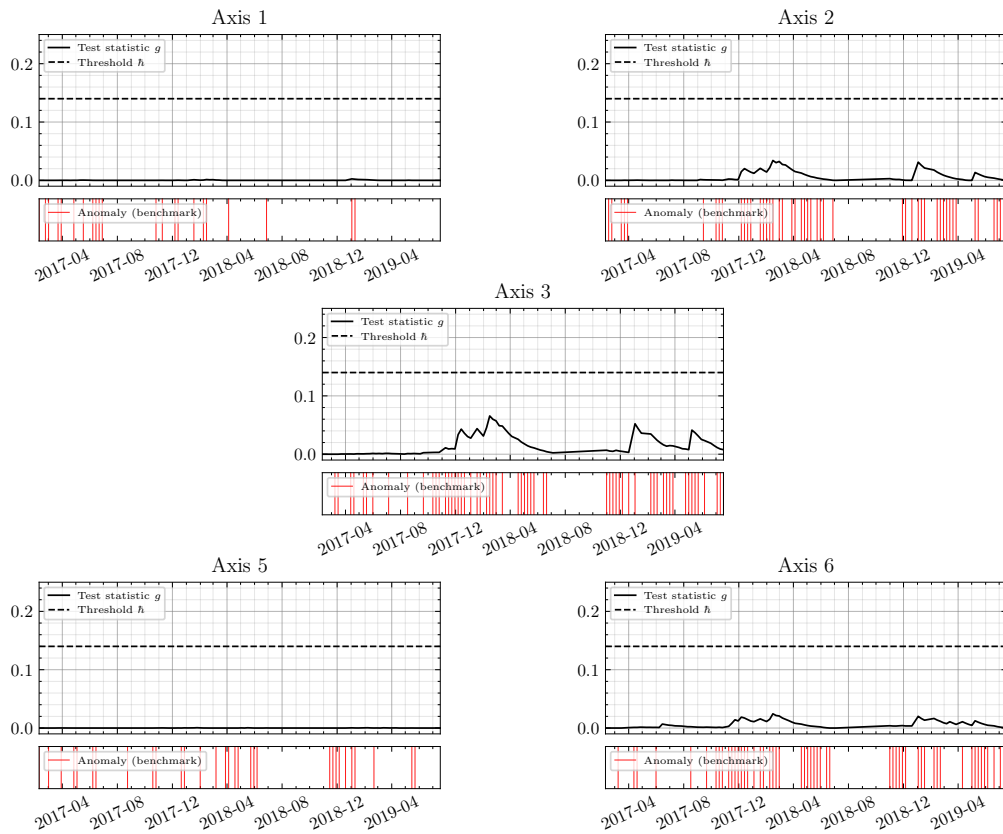 Axis 1
0.2
0.1
0.0
Test statistic g
Threshold ℏ
Anomaly (benchmark)
2017-04 2017-08 2017-12 2018-04 2018-08 2018-12 2019-04
Axis 2
0.2
0.1
0.0
Test statistic g
Threshold ℏ
Anomaly (benchmark)
2017-04 2017-08 2017-12 2018-04 2018-08 2018-12 2019-04
Axis 3
0.2
0.1
0.0
Test statistic g
Threshold ℏ
Anomaly (benchmark)
2017-04 2017-08 2017-12 2018-04 2018-08 2018-12 2019-04
Axis 5
0.2
0.1
0.0
Test statistic g
Threshold ℏ
Anomaly (benchmark)
2017-04 2017-08 2017-12 2018-04 2018-08 2018-12 2019-04
Axis 6
0.2
0.1
0.0
Test statistic g
Threshold ℏ
Anomaly (benchmark)
2017-04 2017-08 2017-12 2018-04 2018-08 2018-12 2019-04